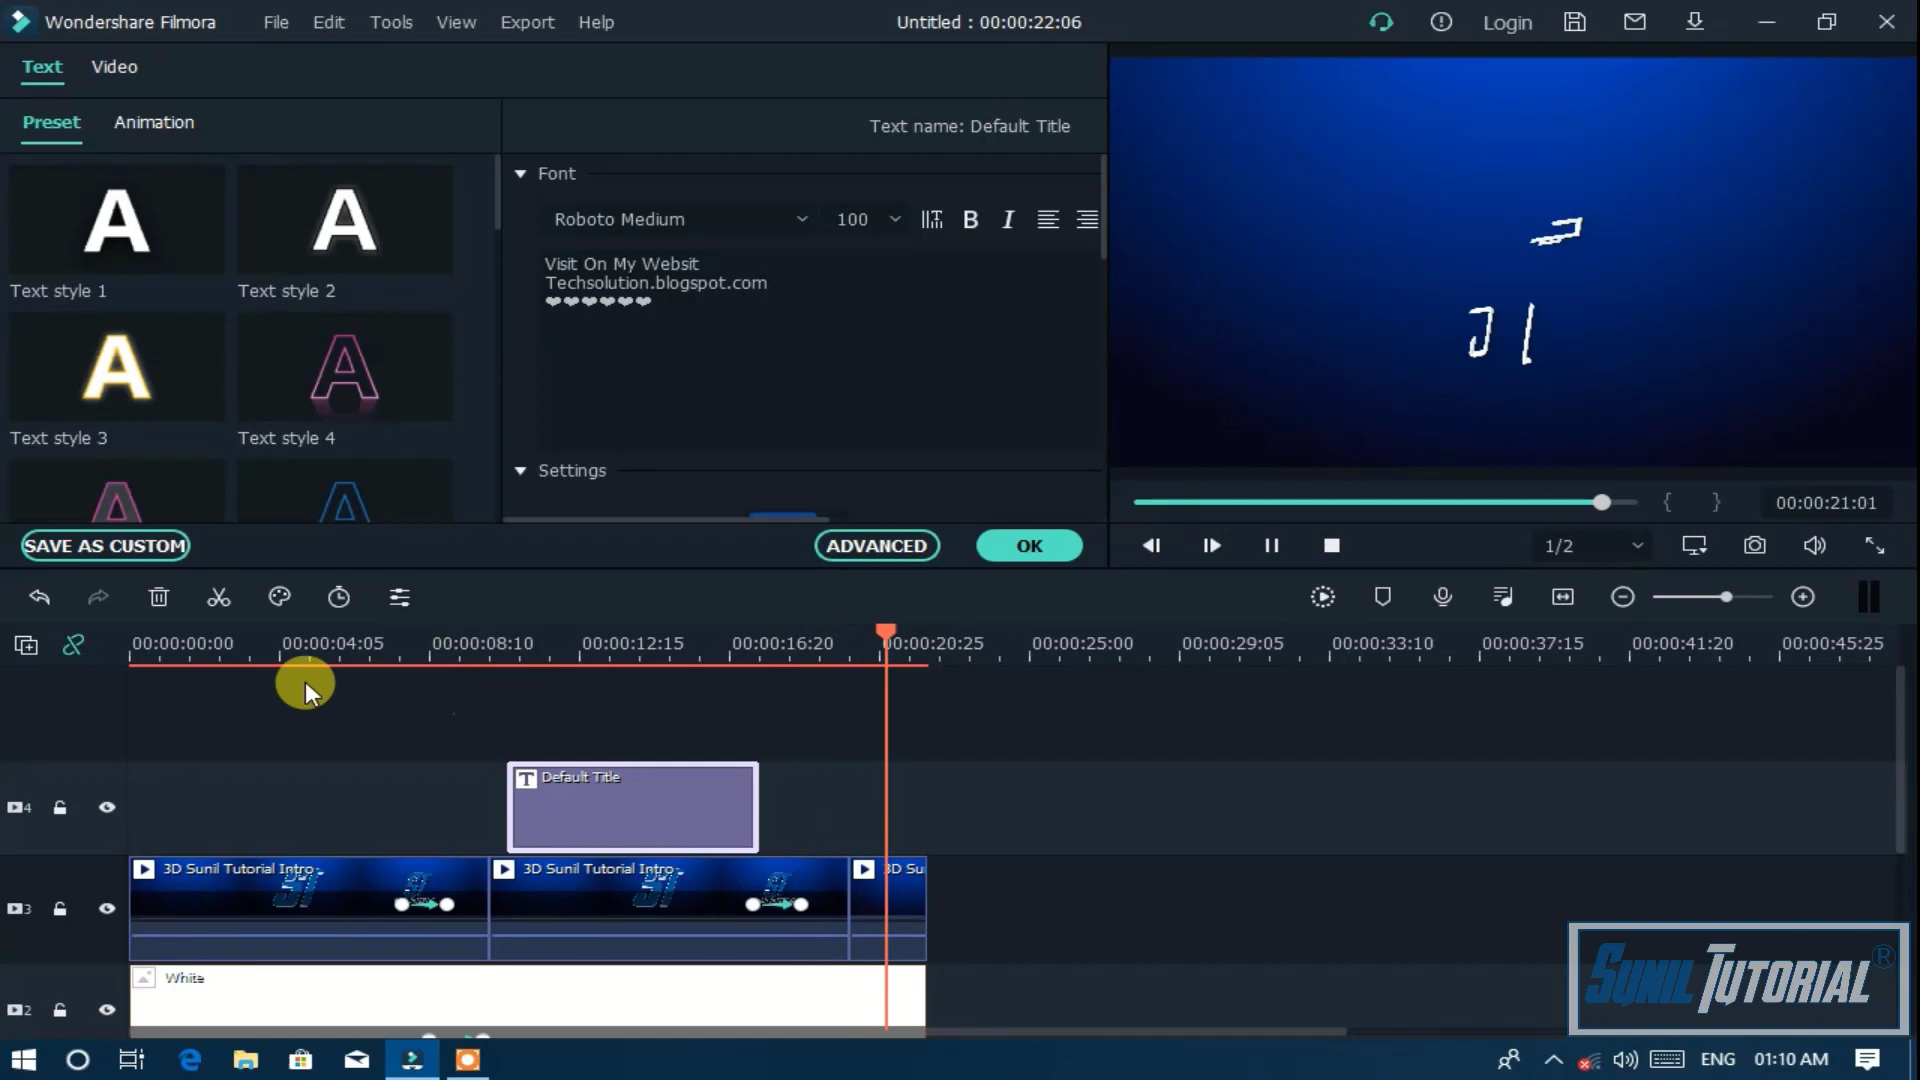 Wondershare Filmora File Edit Tools View Export Help Untitled : 00:00:22:06 Login
Text Video
Preset Animation Text name: Default Title
Font
Roboto Medium 100 B I
Visit On My Websit
Techsolution.blogspot.com
❤❤❤❤❤❤
Text style 1 Text style 2
Text style 3 Text style 4
Settings
{ } 00:00:21:01
SAVE AS CUSTOM ADVANCED OK 1/2
00:00:00:00 00:00:04:05 00:00:08:10 00:00:12:15 00:00:16:20 00:00:20:25 00:00:25:00 00:00:29:05 00:00:33:10 00:00:37:15 00:00:41:20 00:00:45:25
T Default Title
4
3D Sunil Tutorial Intro- 3D Sunil Tutorial Intro- 3D Su
3
White
2
SUNIL TUTORIAL®
ENG 01:10 AM